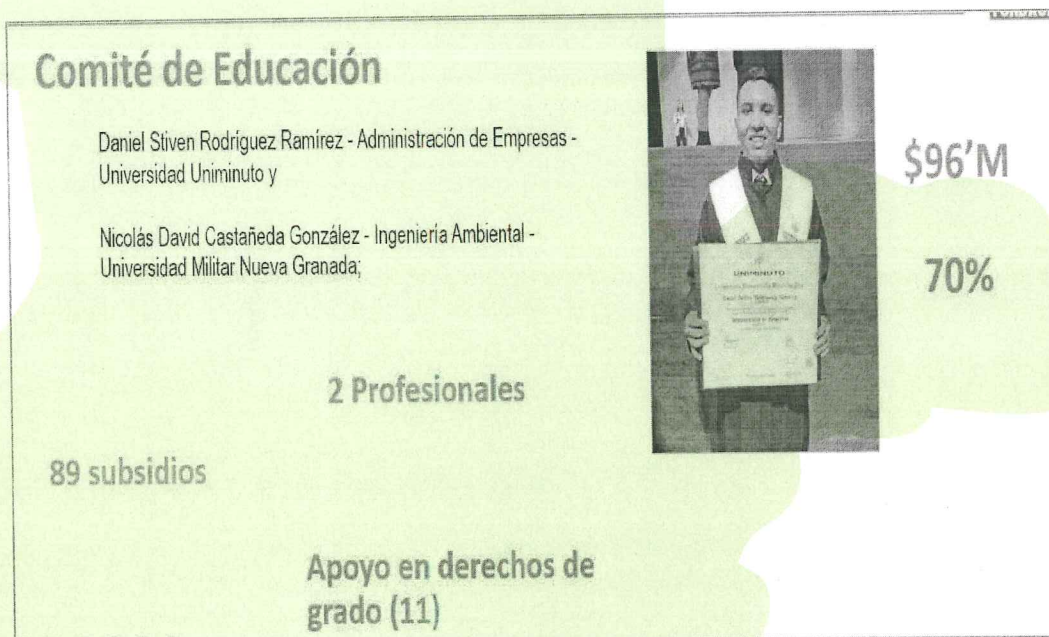 Comité de Educación
Daniel Stiven Rodríguez Ramírez - Administración de Empresas -
Universidad Uniminuto y
Nicolás David Castañeda González - Ingeniería Ambiental -
Universidad Militar Nueva Granada;
$96’M
70%
UNIMINUTO
2 Profesionales
89 subsidios
Apoyo en derechos de
grado (11)